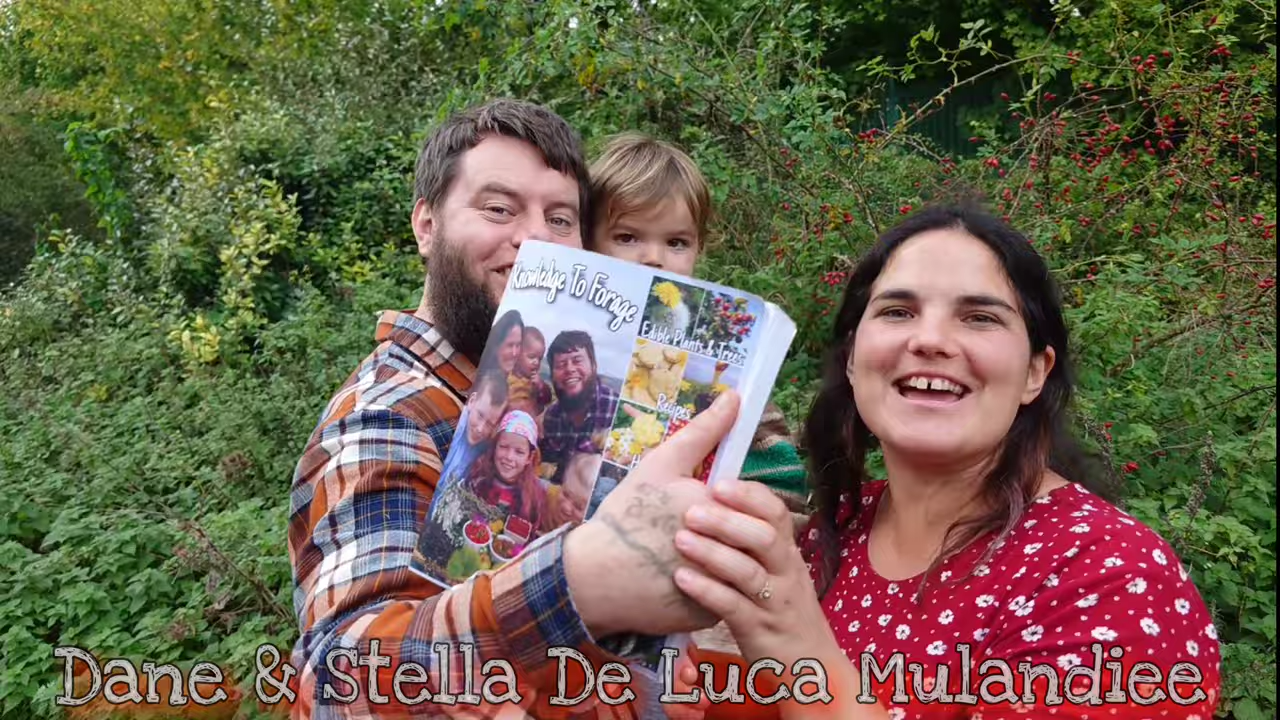 Knowledge To Forage
Edible Plants & Trees
Recipes
Dane & Stella De Luca Mulandiee